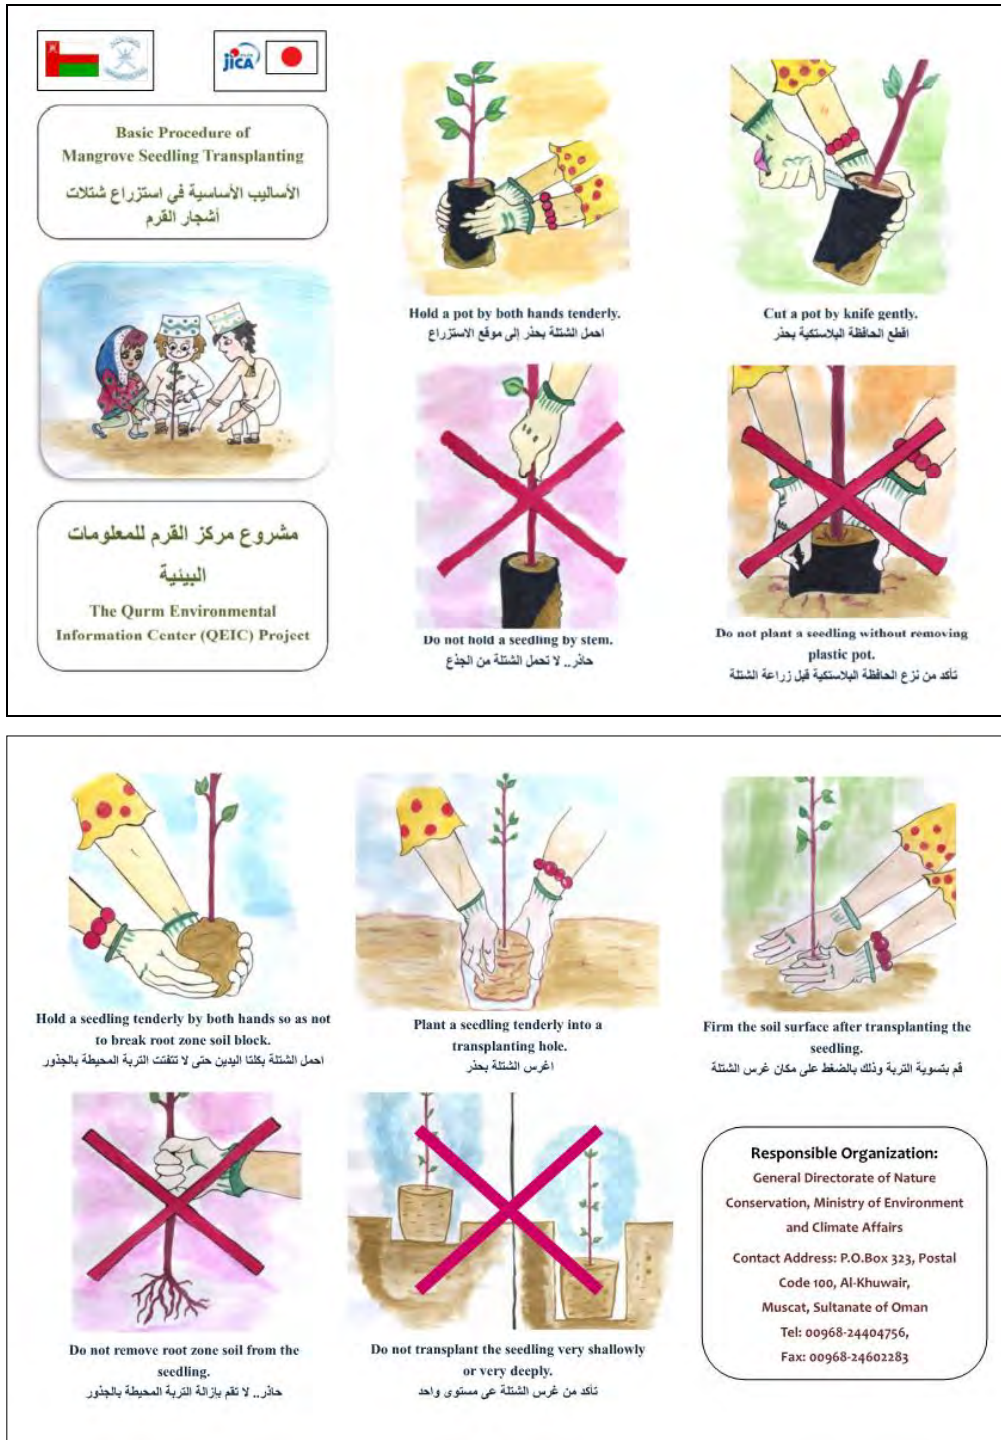 JICA
Basic Procedure of
Mangrove Seedling Transplanting
الأساليب الأساسية في استزراع شتلات
أشجار القرم
مشروع مركز القرم للمعلومات
البيئية
The Qurm Environmental
Information Center (QEIC) Project
Hold a pot by both hands tenderly.
احمل الشتلة بحذر إلى موقع الاستزراع
Cut a pot by knife gently.
اقطع الحافظة البلاستكية بحذر
Do not hold a seedling by stem.
حاذر.. لا تحمل الشتلة من الجذع
Do not plant a seedling without removing
plastic pot.
تأكد من نزع الحافظة البلاستكية قبل زراعة الشتلة
Hold a seedling tenderly by both hands so as not
to break root zone soil block.
احمل الشتلة بكلتا اليدين حتى لا تتفتت التربة المحيطة بالجذور
Plant a seedling tenderly into a
transplanting hole.
اغرس الشتلة بحذر
Firm the soil surface after transplanting the
seedling.
قم بتسوية التربة وذلك بالضغط على مكان غرس الشتلة
Do not remove root zone soil from the
seedling.
حاذر.. لا تقم بإزالة التربة المحيطة بالجذور
Do not transplant the seedling very shallowly
or very deeply.
تأكد من غرس الشتلة عى مستوى واحد
Responsible Organization:
General Directorate of Nature
Conservation, Ministry of Environment
and Climate Affairs
Contact Address: P.O.Box 323, Postal
Code 100, Al-Khuwair,
Muscat, Sultanate of Oman
Tel: 00968-24404756,
Fax: 00968-24602283